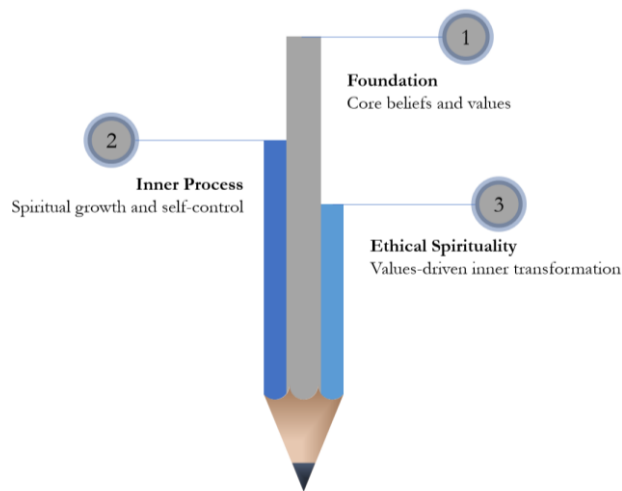 1
Foundation
Core beliefs and values
2
Inner Process
Spiritual growth and self-control
3
Ethical Spirituality
Values-driven inner transformation